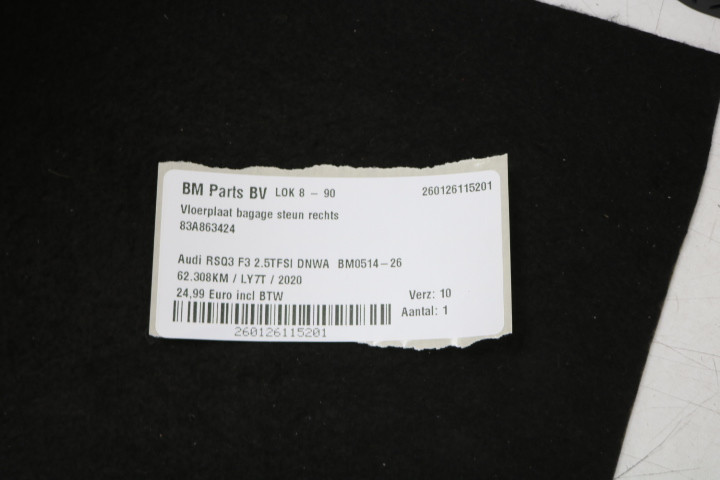 BM Parts BV LOK 8 - 90 260126115201
Vloerplaat bagage steun rechts
83A863424
Audi RSQ3 F3 2.5TFSI DNWA BM0514-26
62.308KM / LY7T / 2020
24,99 Euro incl BTW Verz: 10
Aantal: 1
260126115201